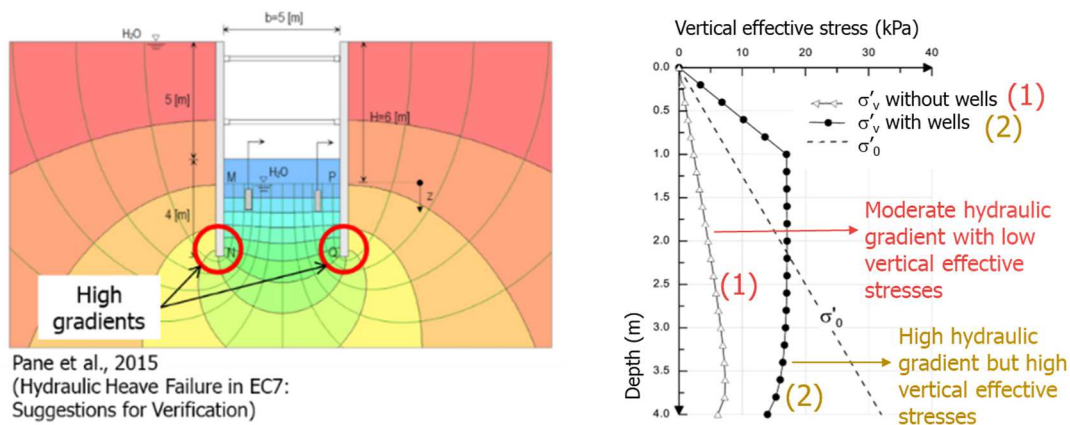 b=5 [m]
H₂O
5 [m]
H=6 [m]
M
H₂O
P
z
4 [m]
N
Q
High
gradients
Pane et al., 2015
(Hydraulic Heave Failure in EC7:
Suggestions for Verification)
Vertical effective stress (kPa)
0 10 20 30 40
0.0
0.5
1.0
1.5
2.0
2.5
3.0
3.5
4.0
Depth (m)
σ'v without wells (1)
σ'v with wells (2)
σ'0
Moderate hydraulic
gradient with low
vertical effective
stresses
(1)
σ'0
High hydraulic
gradient but high
vertical effective
stresses
(2)